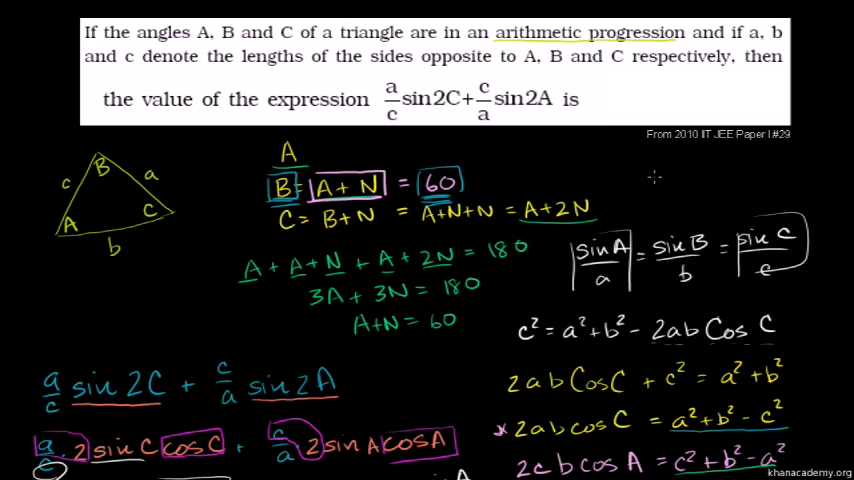 If the angles A, B and C of a triangle are in an arithmetic progression and if a, b
and c denote the lengths of the sides opposite to A, B and C respectively, then
the value of the expression a/c sin2C+ c/a sin2A is
From 2010 IIT JEE Paper I #29
B
c a
A C
b
A
B = A + N = 60
C = B + N = A+N+N = A+2N
A + A + N + A + 2N = 180
3A + 3N = 180
A+N = 60
sin A/a = sin B/b = sin C/c
c² = a² + b² - 2ab Cos C
2ab Cos C + c² = a² + b²
* 2ab cos C = a² + b² - c²
2cb cos A = c² + b² - a²
a/c sin 2C + c/a sin 2A
a/c · 2 sin C cos C + c/a 2 sin A cos A
khanacademy.org